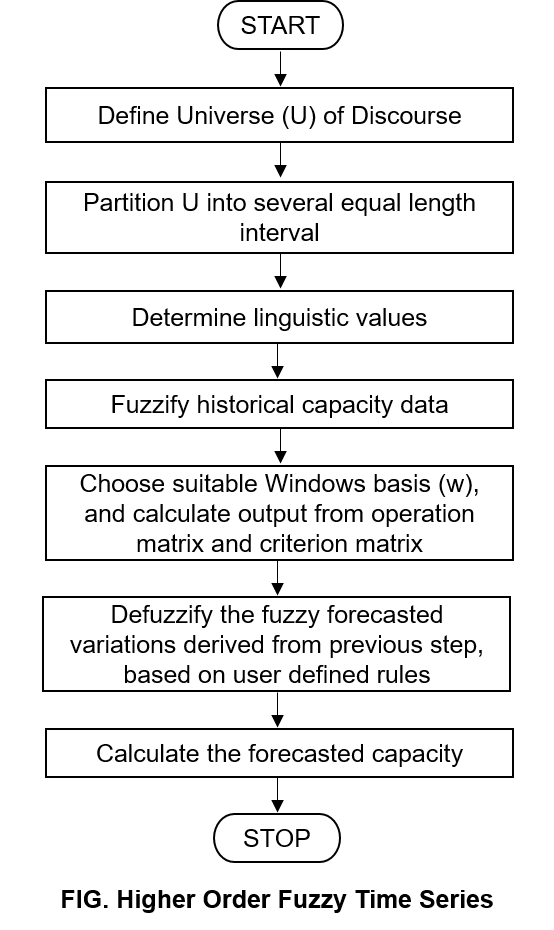 START
Define Universe (U) of Discourse
Partition U into several equal length
interval
Determine linguistic values
Fuzzify historical capacity data
Choose suitable Windows basis (w),
and calculate output from operation
matrix and criterion matrix
Defuzzify the fuzzy forecasted
variations derived from previous step,
based on user defined rules
Calculate the forecasted capacity
STOP
FIG. Higher Order Fuzzy Time Series